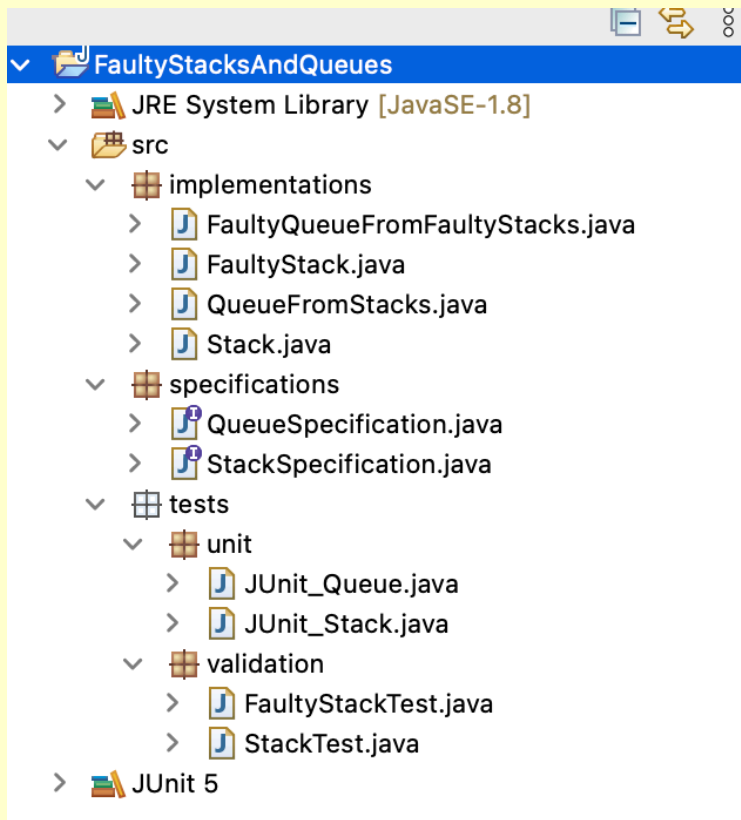 FaultyStacksAndQueues
JRE System Library [JavaSE-1.8]
src
implementations
FaultyQueueFromFaultyStacks.java
FaultyStack.java
QueueFromStacks.java
Stack.java
specifications
QueueSpecification.java
StackSpecification.java
tests
unit
JUnit_Queue.java
JUnit_Stack.java
validation
FaultyStackTest.java
StackTest.java
JUnit 5